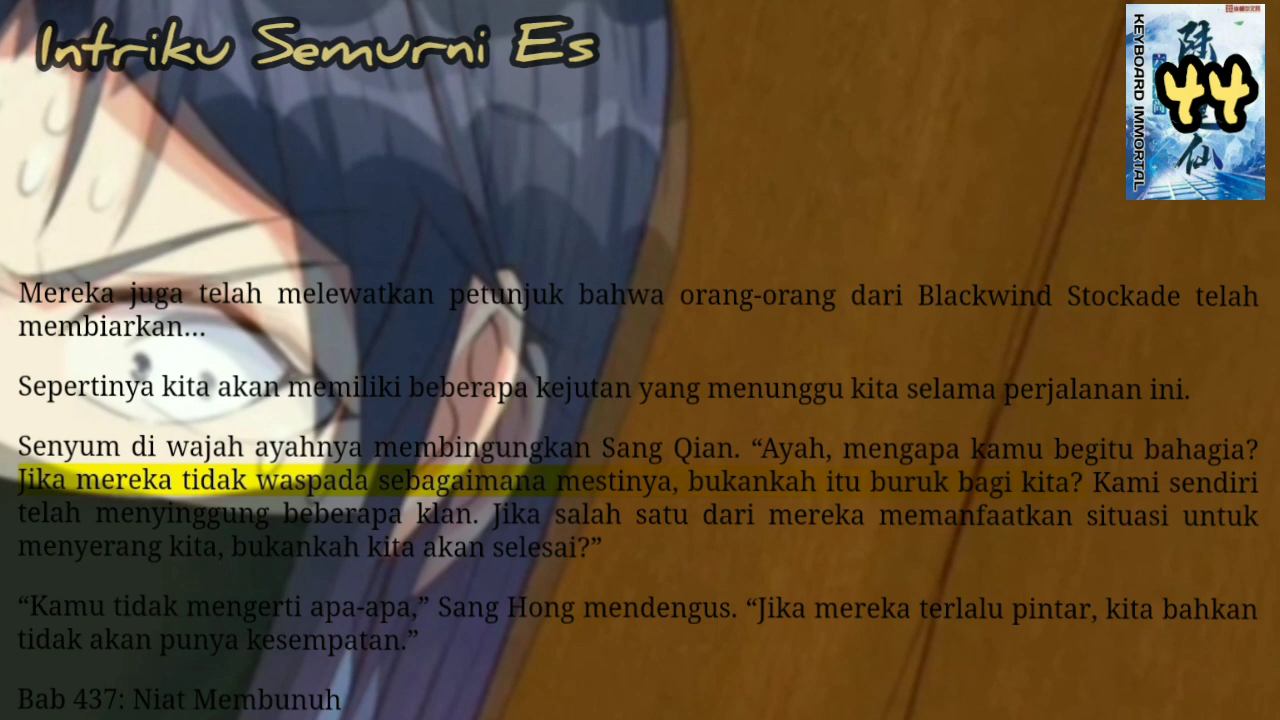 Intriku Semurni Es
KEYBOARD IMMORTAL
44
仙
Mereka juga telah melewatkan petunjuk bahwa orang-orang dari Blackwind Stockade telah
membiarkan...
Sepertinya kita akan memiliki beberapa kejutan yang menunggu kita selama perjalanan ini.
Senyum di wajah ayahnya membingungkan Sang Qian. “Ayah, mengapa kamu begitu bahagia?
Jika mereka tidak waspada sebagaimana mestinya, bukankah itu buruk bagi kita? Kami sendiri
telah menyinggung beberapa klan. Jika salah satu dari mereka memanfaatkan situasi untuk
menyerang kita, bukankah kita akan selesai?”
“Kamu tidak mengerti apa-apa,” Sang Hong mendengus. “Jika mereka terlalu pintar, kita bahkan
tidak akan punya kesempatan.”
Bab 437: Niat Membunuh